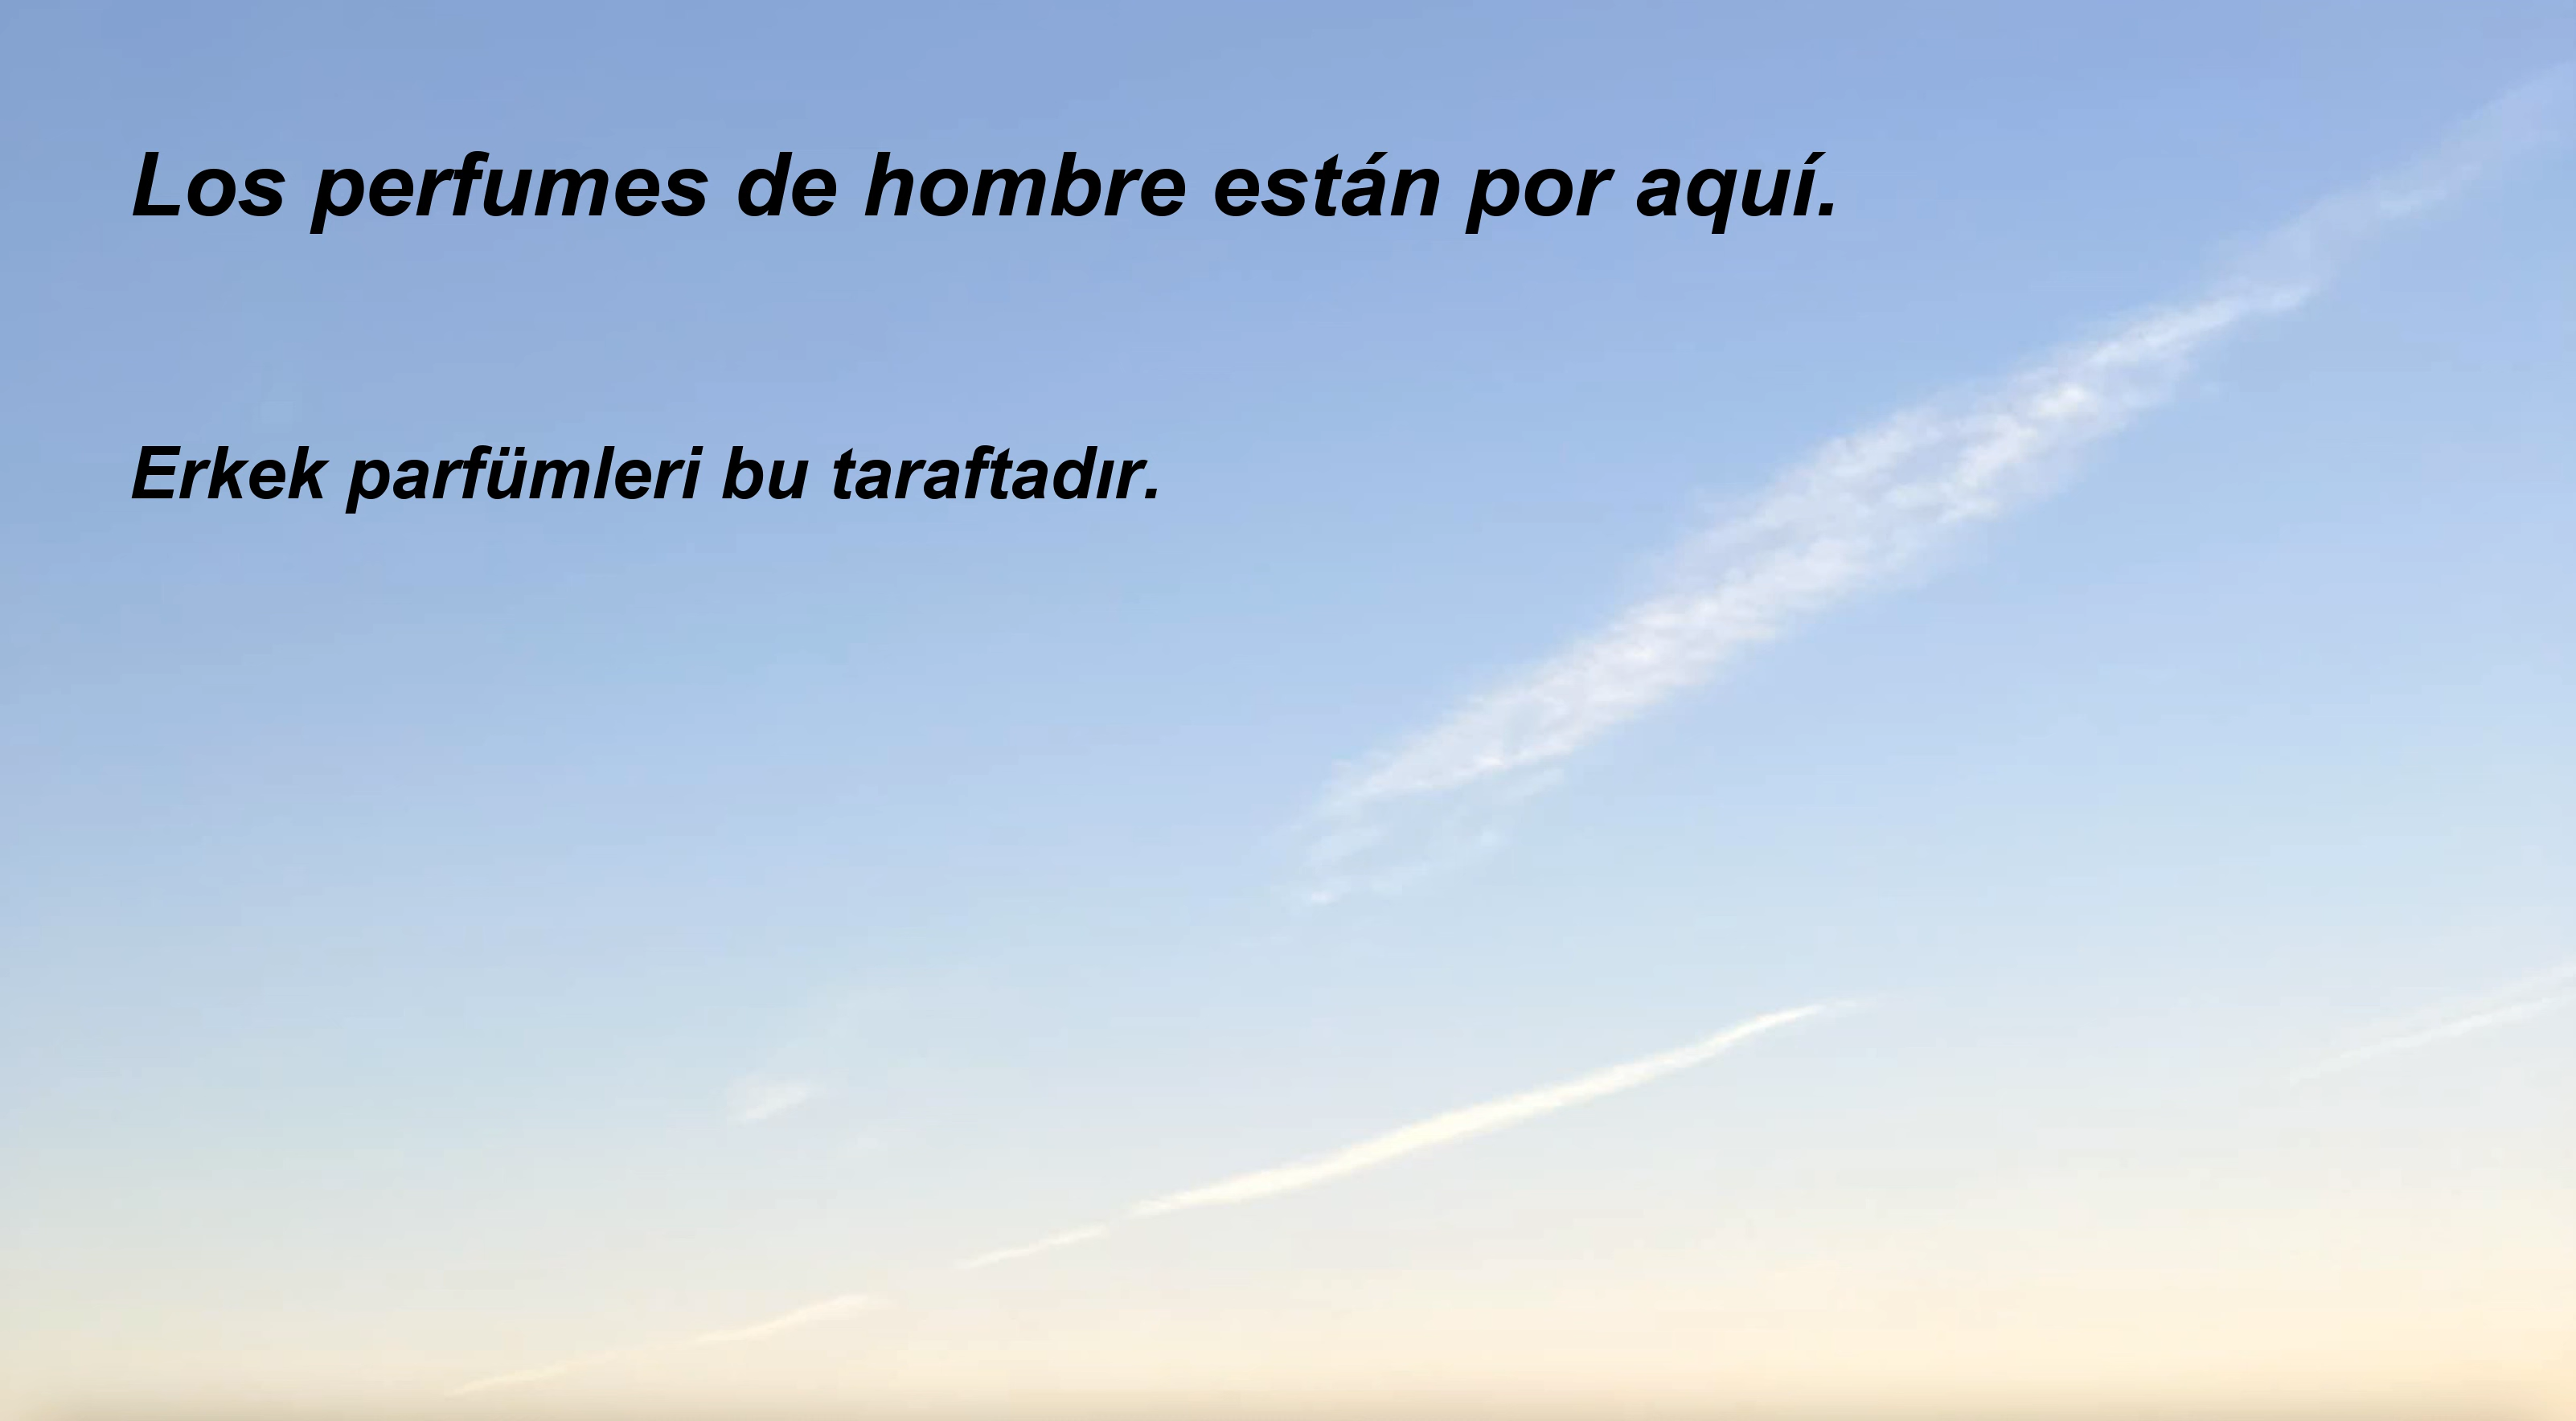 Los perfumes de hombre están por aquí.
Erkek parfümleri bu taraftadır.